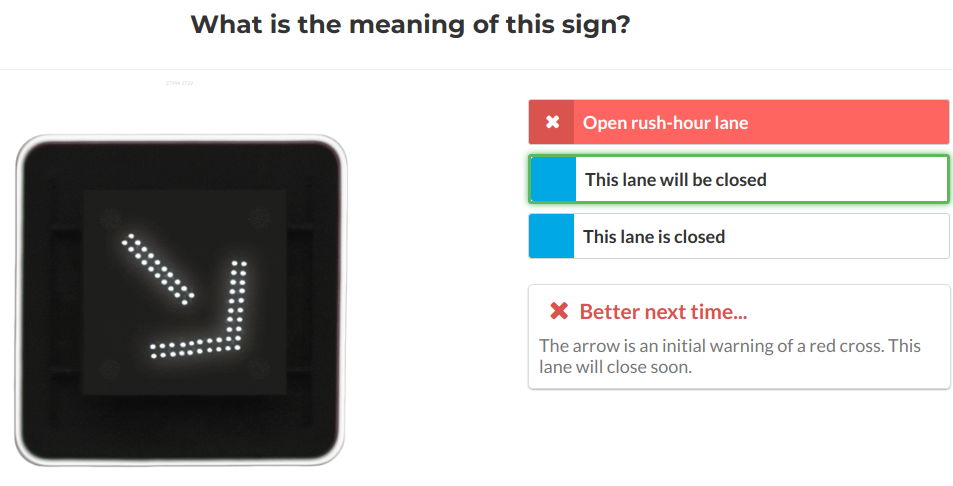 What is the meaning of this sign?
Open rush-hour lane
This lane will be closed
This lane is closed
Better next time...
The arrow is an initial warning of a red cross. This
lane will close soon.